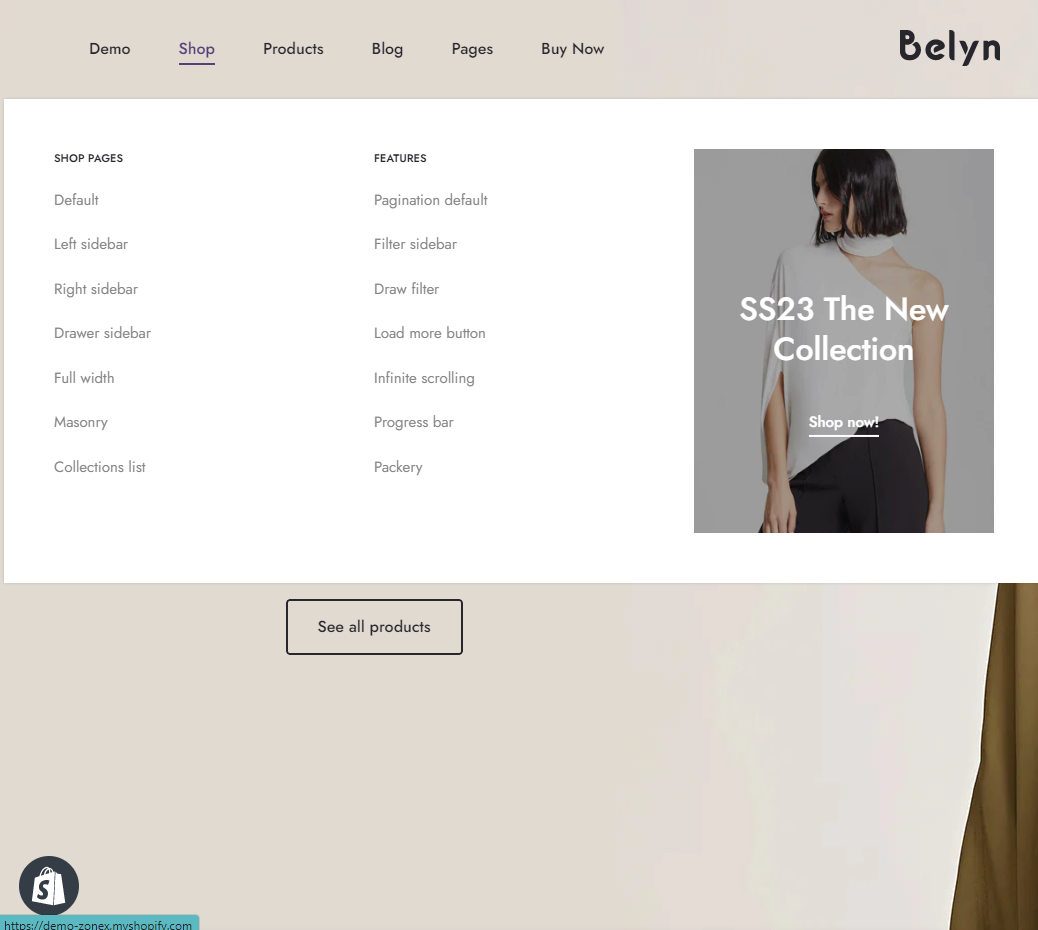 Demo Shop Products Blog Pages Buy Now Belyn
SHOP PAGES
Default
Left sidebar
Right sidebar
Drawer sidebar
Full width
Masonry
Collections list
FEATURES
Pagination default
Filter sidebar
Draw filter
Load more button
Infinite scrolling
Progress bar
Packery
SS23 The New
Collection
Shop now!
See all products
S
https://demo-zonex.myshopify.com